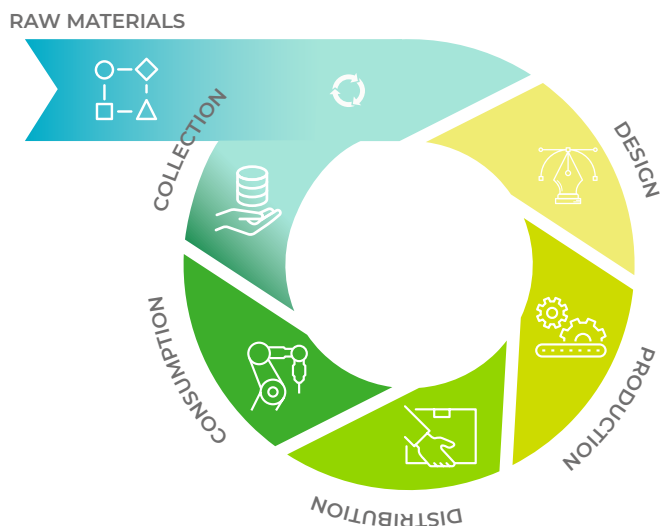 RAW MATERIALS
DESIGN
PRODUCTION
DISTRIBUTION
CONSUMPTION
COLLECTION